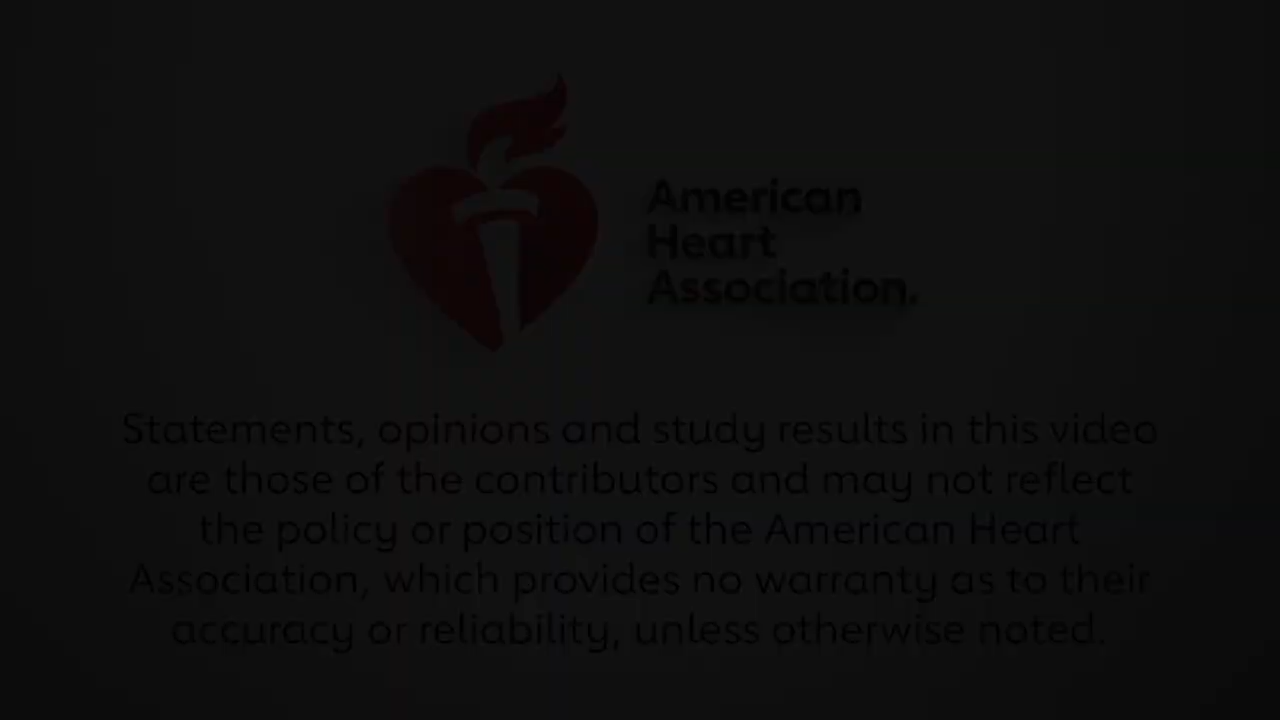 American
Heart
Association.
Statements, opinions and study results in this video
are those of the contributors and may not reflect
the policy or position of the American Heart
Association, which provides no warranty as to their
accuracy or reliability, unless otherwise noted.